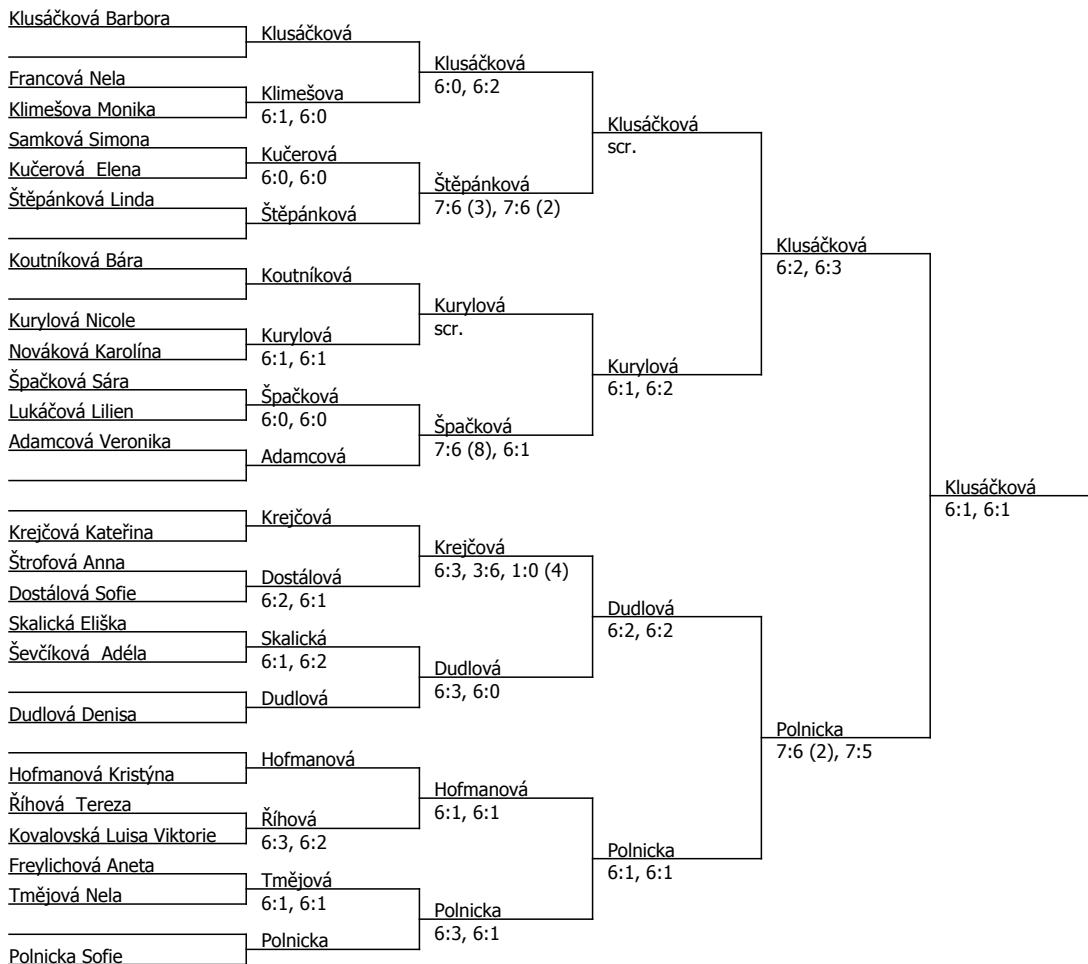 Klusáčková Barbora
Francová Nela
Klimešova Monika
Samková Simona
Kučerová  Elena
Štěpánková Linda
Koutníková Bára
Kurylová Nicole
Nováková Karolína
Špačková Sára
Lukáčová Lilien
Adamcová Veronika
Krejčová Kateřina
Štrofová Anna
Dostálová Sofie
Skalická Eliška
Ševčíková  Adéla
Dudlová Denisa
Hofmanová Kristýna
Říhová  Tereza
Kovalovská Luisa Viktorie
Freylichová Aneta
Tmějová Nela
Polnicka Sofie
Klusáčková
Klimešova
6:1, 6:0
Kučerová
6:0, 6:0
Štěpánková
Koutníková
Kurylová
6:1, 6:1
Špačková
6:0, 6:0
Adamcová
Krejčová
Dostálová
6:2, 6:1
Skalická
6:1, 6:2
Dudlová
Hofmanová
Říhová
6:3, 6:2
Tmějová
6:1, 6:1
Polnicka
Klusáčková
6:0, 6:2
Štěpánková
7:6 (3), 7:6 (2)
Kurylová
scr.
Špačková
7:6 (8), 6:1
Krejčová
6:3, 3:6, 1:0 (4)
Dudlová
6:3, 6:0
Hofmanová
6:1, 6:1
Polnicka
6:3, 6:1
Klusáčková
scr.
Kurylová
6:1, 6:2
Dudlová
6:2, 6:2
Polnicka
6:1, 6:1
Klusáčková
6:2, 6:3
Polnicka
7:6 (2), 7:5
Klusáčková
6:1, 6:1